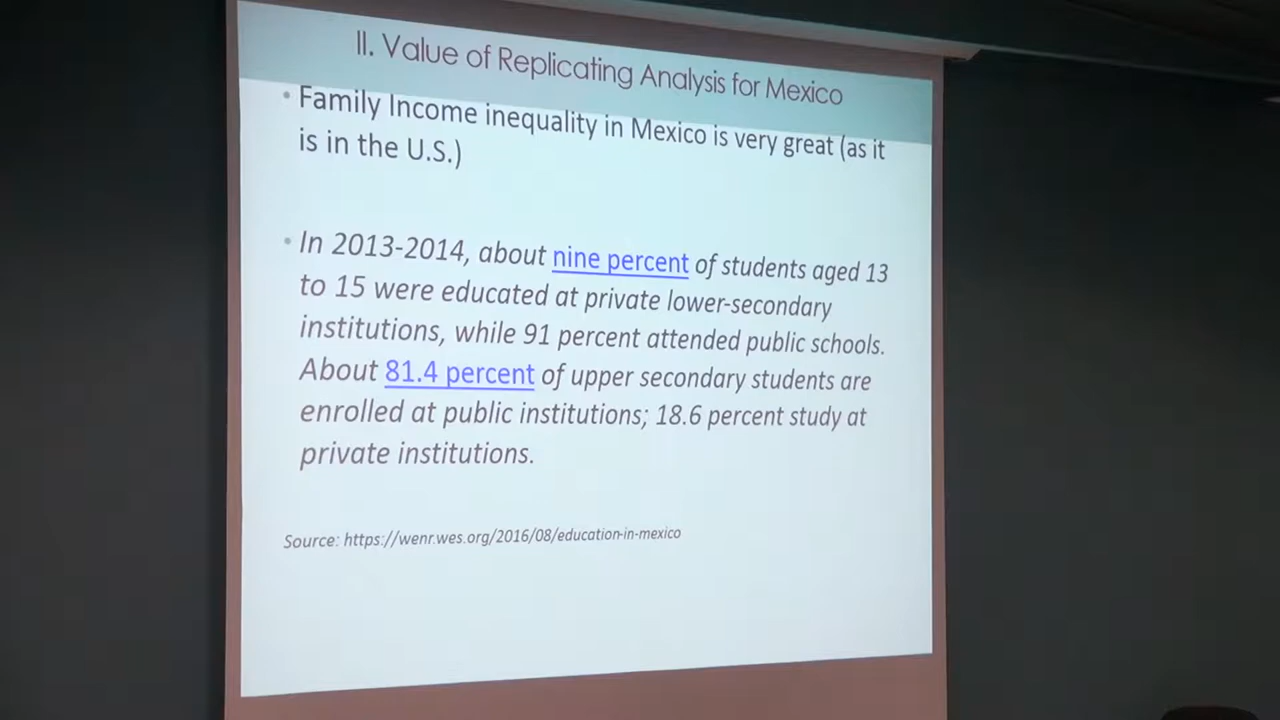 II. Value of Replicating Analysis for Mexico
• Family Income inequality in Mexico is very great (as it
is in the U.S.)
• In 2013-2014, about nine percent of students aged 13
to 15 were educated at private lower-secondary
institutions, while 91 percent attended public schools.
About 81.4 percent of upper secondary students are
enrolled at public institutions; 18.6 percent study at
private institutions.
Source: https://wenr.wes.org/2016/08/education-in-mexico